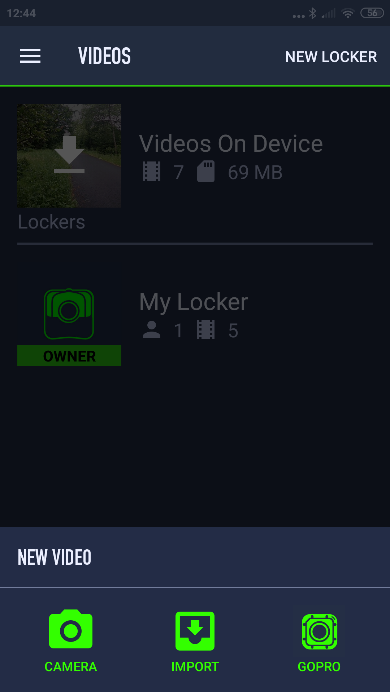 12:44
56
VIDEOS
NEW LOCKER
Videos On Device
7
69 MB
Lockers
My Locker
OWNER
1
5
NEW VIDEO
CAMERA
IMPORT
GOPRO